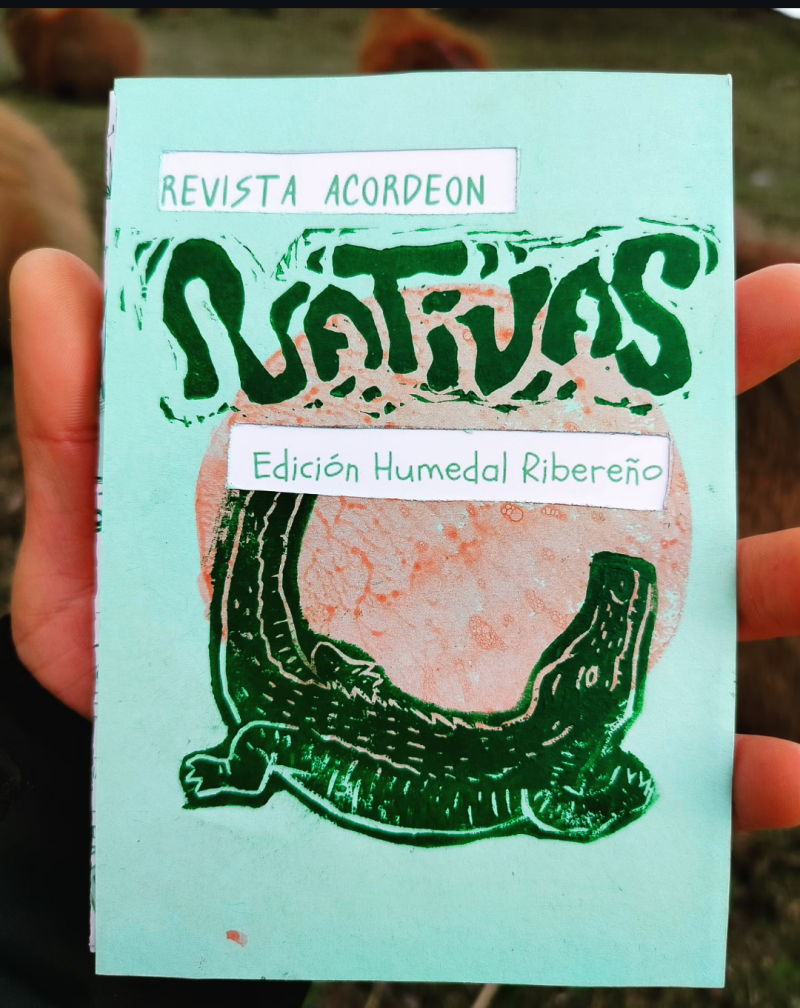 REVISTA ACORDEON
NATIVAS
Edición Humedal Ribereño